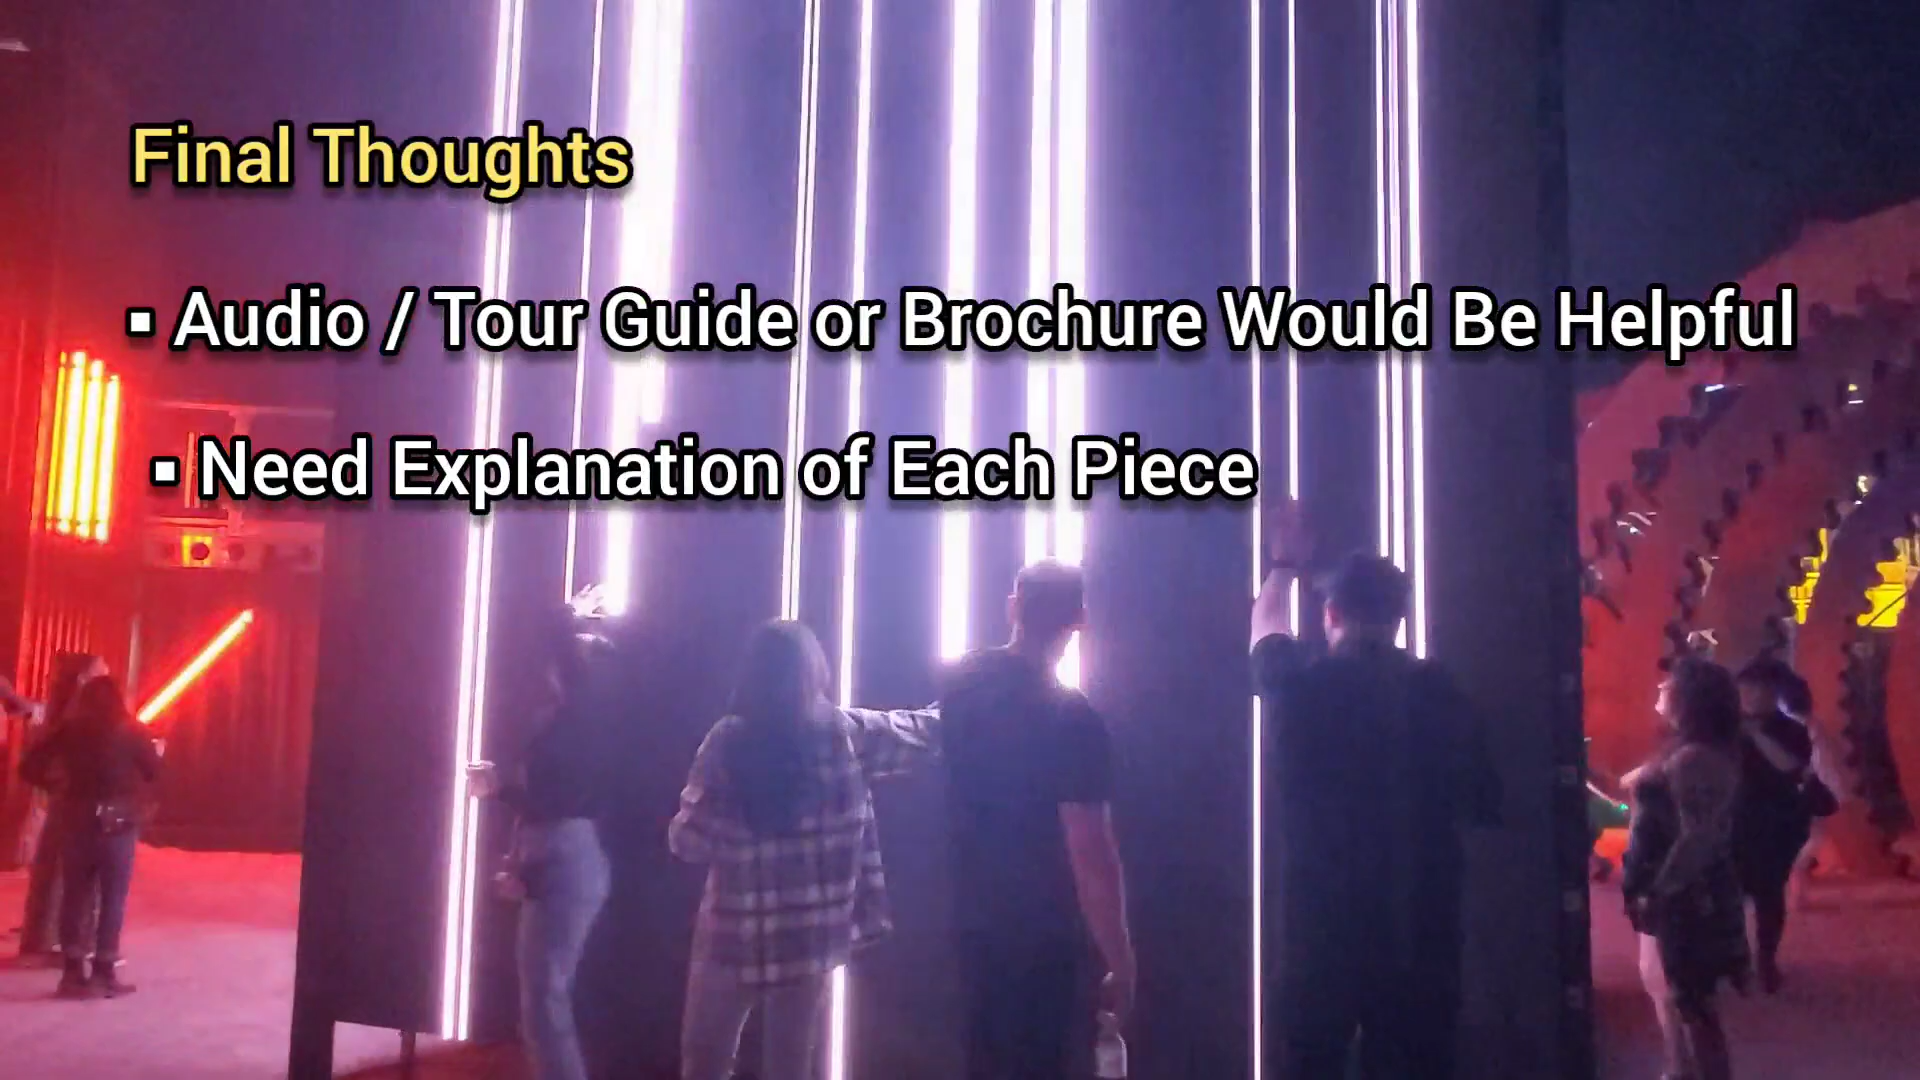 Final Thoughts
▪ Audio / Tour Guide or Brochure Would Be Helpful
▪ Need Explanation of Each Piece